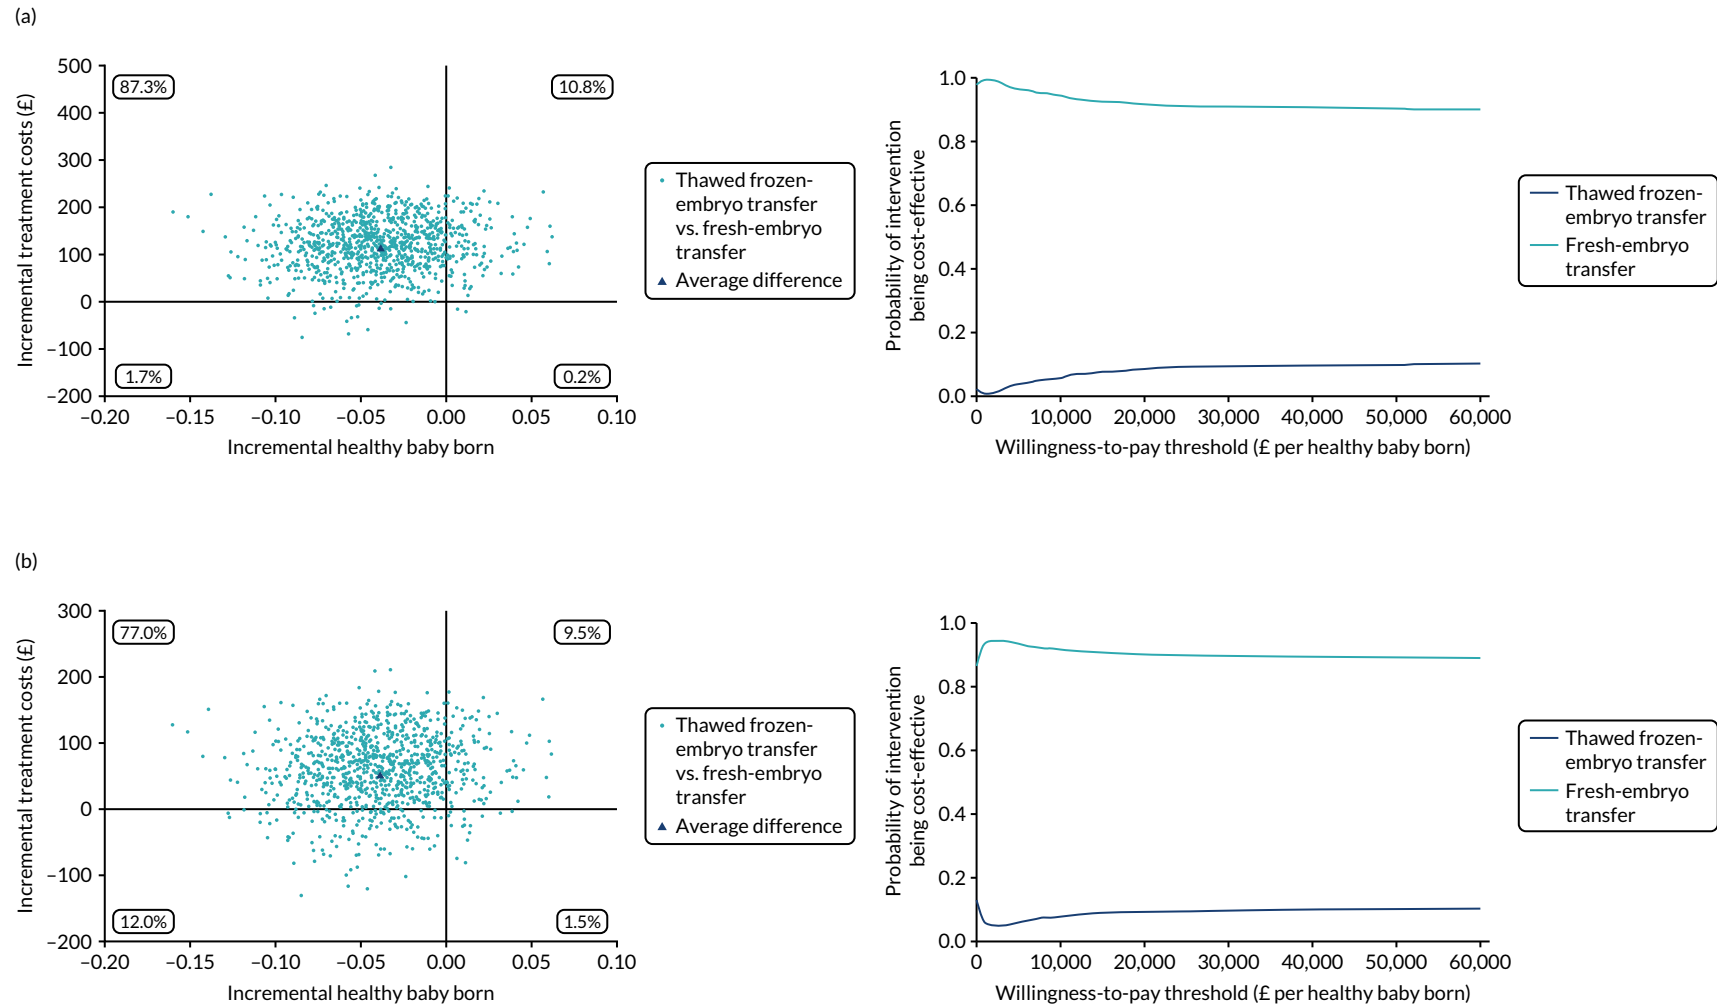 (a)
500
400
300
200
100
0
–100
–200
Incremental treatment costs (£)
87.3%
10.8%
1.7%
0.2%
–0.20
–0.15
–0.10
–0.05
0.00
0.05
0.10
Incremental healthy baby born
Thawed frozen-
embryo transfer
vs. fresh-embryo
transfer
Average difference
1.0
0.8
0.6
0.4
0.2
0.0
Probability of intervention
being cost-effective
0
10,000
20,000
30,000
40,000
50,000
60,000
Willingness-to-pay threshold (£ per healthy baby born)
Thawed frozen-
embryo transfer
Fresh-embryo
transfer
(b)
300
200
100
0
–100
–200
Incremental treatment costs (£)
77.0%
9.5%
12.0%
1.5%
–0.20
–0.15
–0.10
–0.05
0.00
0.05
0.10
Incremental healthy baby born
Thawed frozen-
embryo transfer
vs. fresh-embryo
transfer
Average difference
1.0
0.8
0.6
0.4
0.2
0.0
Probability of intervention
being cost-effective
0
10,000
20,000
30,000
40,000
50,000
60,000
Willingness-to-pay threshold (£ per healthy baby born)
Thawed frozen-
embryo transfer
Fresh-embryo
transfer